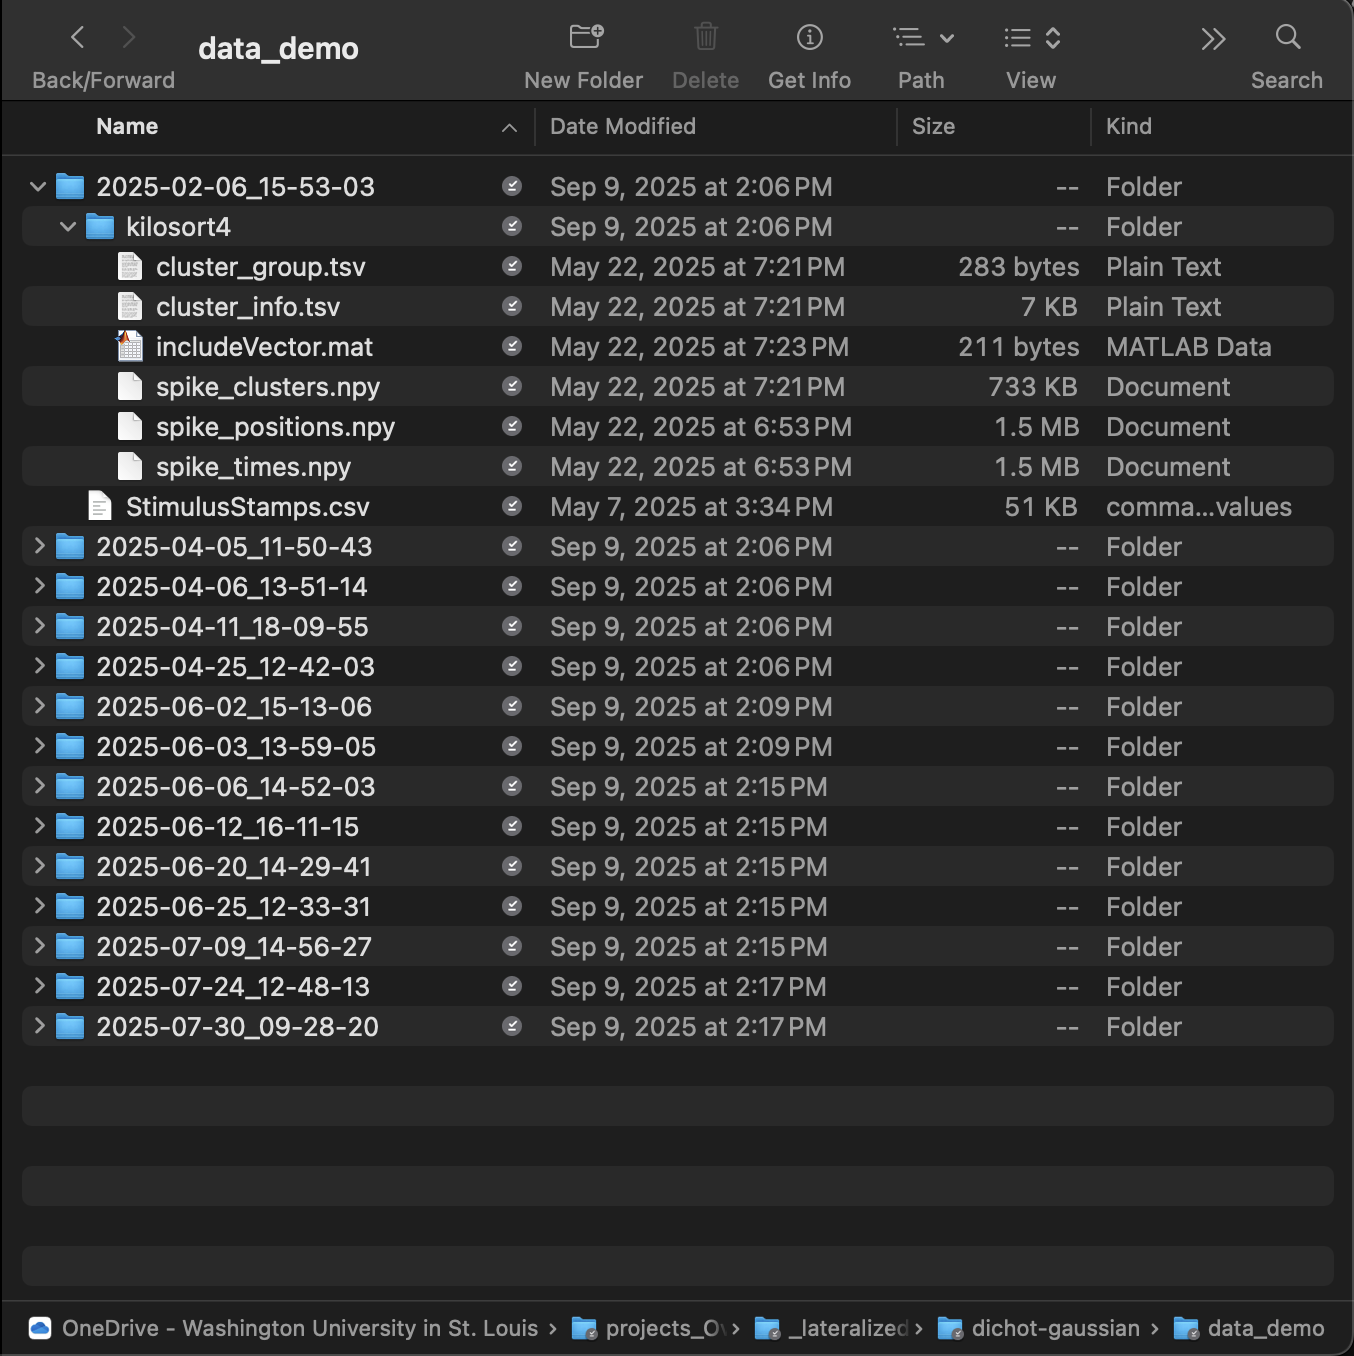 data_demo
Back/Forward New Folder Delete Get Info Path View Search
Name Date Modified Size Kind
2025-02-06_15-53-03 Sep 9, 2025 at 2:06 PM -- Folder
kilosort4 Sep 9, 2025 at 2:06 PM -- Folder
cluster_group.tsv May 22, 2025 at 7:21 PM 283 bytes Plain Text
cluster_info.tsv May 22, 2025 at 7:21 PM 7 KB Plain Text
includeVector.mat May 22, 2025 at 7:23 PM 211 bytes MATLAB Data
spike_clusters.npy May 22, 2025 at 7:21 PM 733 KB Document
spike_positions.npy May 22, 2025 at 6:53 PM 1.5 MB Document
spike_times.npy May 22, 2025 at 6:53 PM 1.5 MB Document
StimulusStamps.csv May 7, 2025 at 3:34 PM 51 KB comma...values
2025-04-05_11-50-43 Sep 9, 2025 at 2:06 PM -- Folder
2025-04-06_13-51-14 Sep 9, 2025 at 2:06 PM -- Folder
2025-04-11_18-09-55 Sep 9, 2025 at 2:06 PM -- Folder
2025-04-25_12-42-03 Sep 9, 2025 at 2:06 PM -- Folder
2025-06-02_15-13-06 Sep 9, 2025 at 2:09 PM -- Folder
2025-06-03_13-59-05 Sep 9, 2025 at 2:09 PM -- Folder
2025-06-06_14-52-03 Sep 9, 2025 at 2:15 PM -- Folder
2025-06-12_16-11-15 Sep 9, 2025 at 2:15 PM -- Folder
2025-06-20_14-29-41 Sep 9, 2025 at 2:15 PM -- Folder
2025-06-25_12-33-31 Sep 9, 2025 at 2:15 PM -- Folder
2025-07-09_14-56-27 Sep 9, 2025 at 2:15 PM -- Folder
2025-07-24_12-48-13 Sep 9, 2025 at 2:17 PM -- Folder
2025-07-30_09-28-20 Sep 9, 2025 at 2:17 PM -- Folder
OneDrive - Washington University in St. Louis › › _lateralized › dichot-gaussian › data_demo